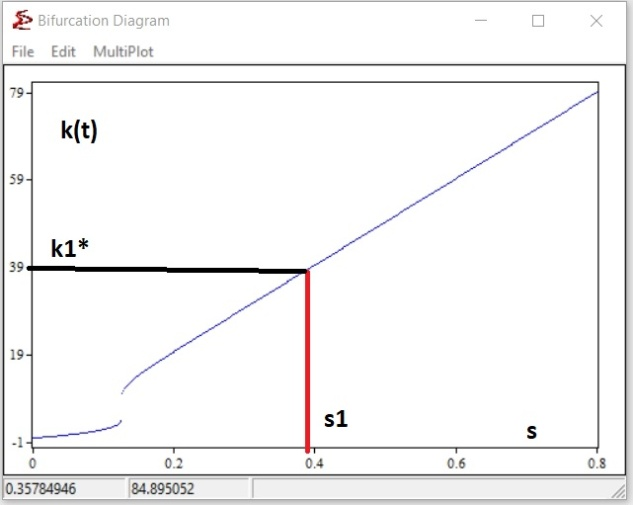 Bifurcation Diagram
File Edit MultiPlot
79
k(t)
59
k1*
39
19
s1
s
-1
0 0.2 0.4 0.6 0.8
0.35784946 84.895052